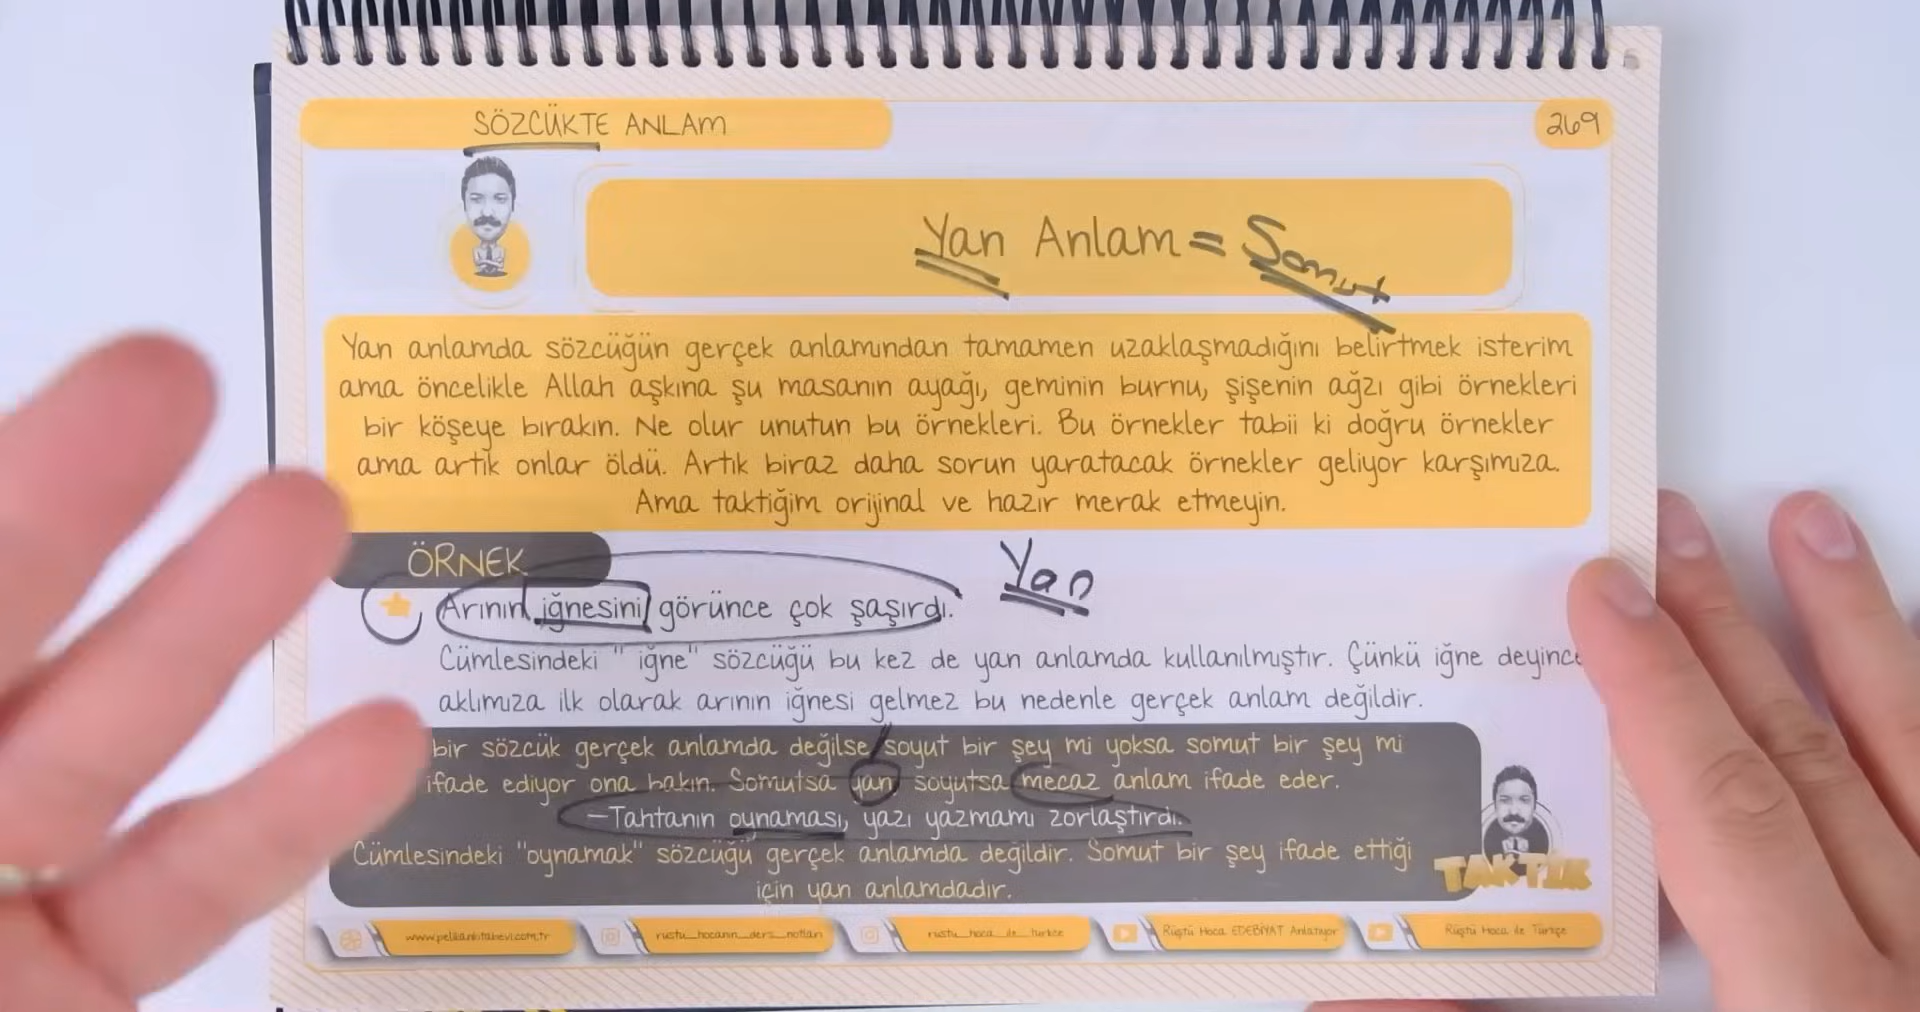 SÖZCÜKTE ANLAM
269
Yan Anlam = Somut
Yan anlamda sözcüğün gerçek anlamından tamamen uzaklaşmadığını belirtmek isterim
ama öncelikle Allah aşkına şu masanın ayağı, geminin burnu, şişenin ağzı gibi örnekleri
bir köşeye bırakın. Ne olur unutun bu örnekleri. Bu örnekler tabii ki doğru örnekler
ama artık onlar öldü. Artık biraz daha sorun yaratacak örnekler geliyor karşımıza.
Ama taktiğim orijinal ve hazır merak etmeyin.
ÖRNEK
Yan
Arının iğnesini görünce çok şaşırdı.
Cümlesindeki " iğne" sözcüğü bu kez de yan anlamda kullanılmıştır. Çünkü iğne deyince
aklımıza ilk olarak arının iğnesi gelmez bu nedenle gerçek anlam değildir.
bir sözcük gerçek anlamda değilse soyut bir şey mi yoksa somut bir şey mi
ifade ediyor ona bakın. Somutsa yan soyutsa mecaz anlam ifade eder.
-Tahtanın oynaması, yazı yazmamı zorlaştırdı.
Cümlesindeki "oynamak" sözcüğü gerçek anlamda değildir. Somut bir şey ifade ettiği
için yan anlamdadır.
TAKTİK
www.pelikankitabevi.com.tr
rustu_hocanin_ders_notlari
rustu_hoca_ile_turkce
Rüştü Hoca EDEBİYAT Anlatıyor
Rüştü Hoca ile Türkçe